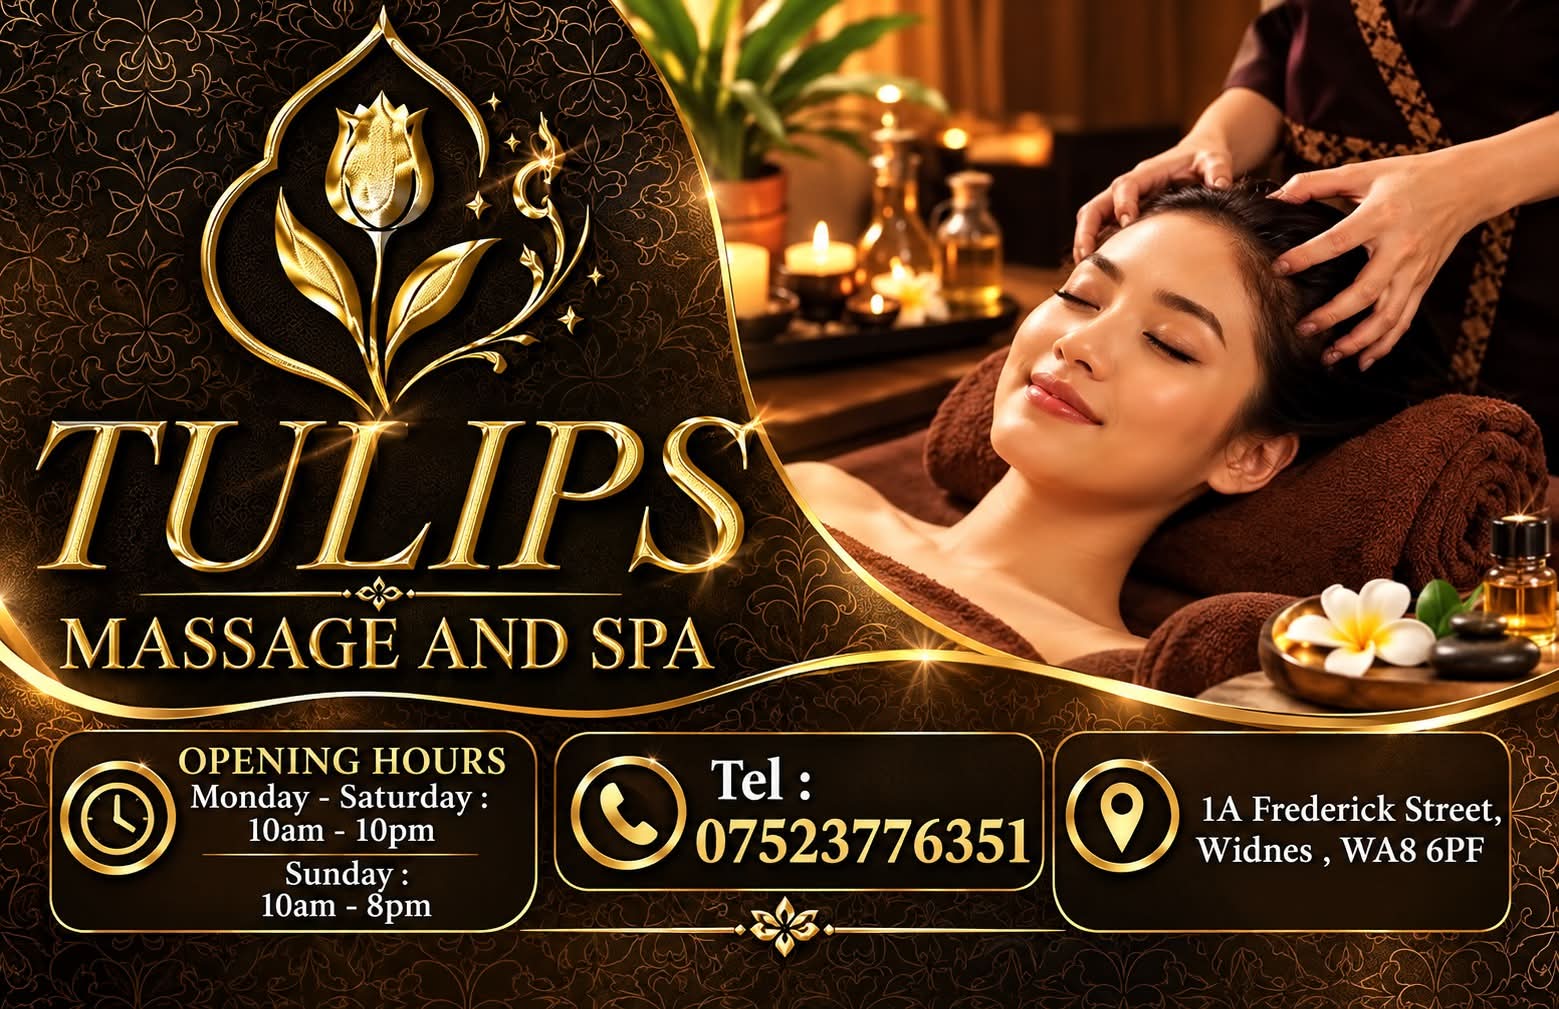 TULIPS
MASSAGE AND SPA
OPENING HOURS
Monday - Saturday :
10am - 10pm
Sunday :
10am - 8pm
Tel :
07523776351
1A Frederick Street,
Widnes , WA8 6PF